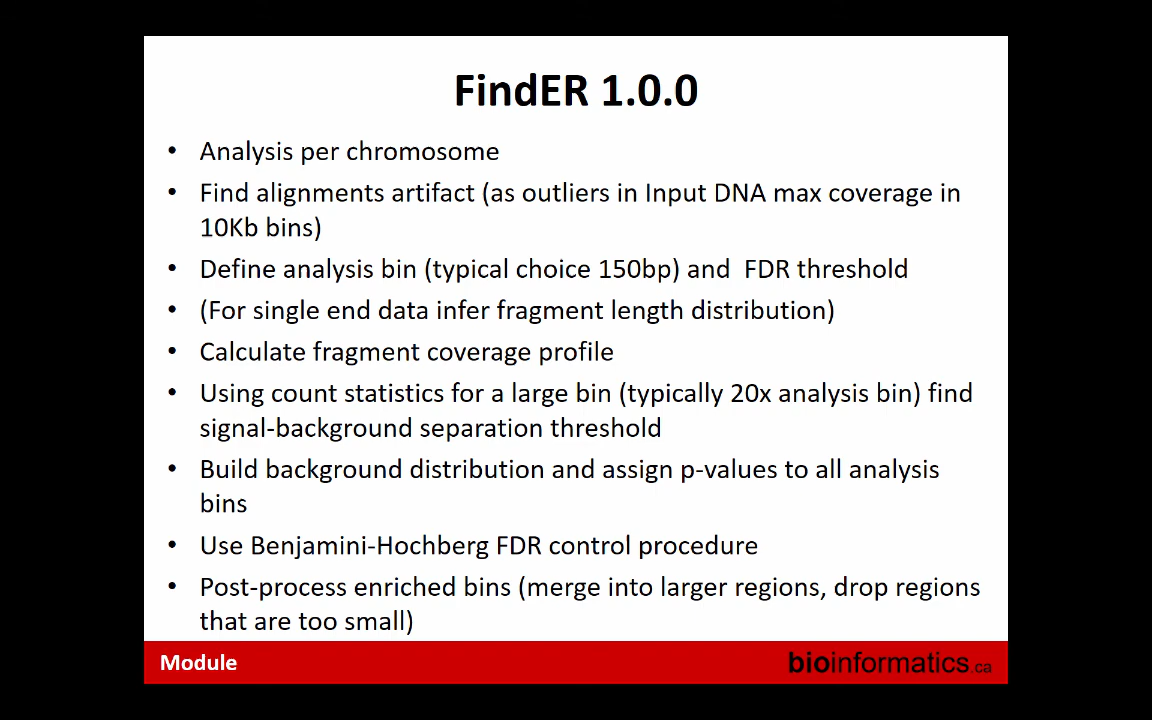 FindER 1.0.0
• Analysis per chromosome
• Find alignments artifact (as outliers in Input DNA max coverage in
10Kb bins)
• Define analysis bin (typical choice 150bp) and  FDR threshold
• (For single end data infer fragment length distribution)
• Calculate fragment coverage profile
• Using count statistics for a large bin (typically 20x analysis bin) find
signal-background separation threshold
• Build background distribution and assign p-values to all analysis
bins
• Use Benjamini-Hochberg FDR control procedure
• Post-process enriched bins (merge into larger regions, drop regions
that are too small)
Module
bioinformatics.ca